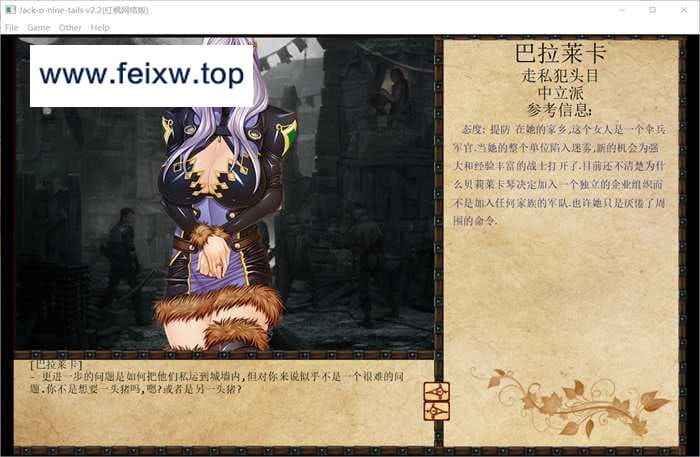 Jack-o-nine-tails v2.2(红枫网络版)
File Game Other Help
www.feixw.top
巴拉莱卡
走私犯头目
中立派
参考信息:
态度: 提防 在她的家乡,这个女人是一个伞兵
军官.当她的整个单位陷入迷雾,新的机会为强
大和经验丰富的战士打开了.目前还不清楚为什
么贝莉莱卡琴决定加入一个独立的企业组织而
不是加入任何家族的军队.也许她只是厌倦了周
围的命令.
[巴拉莱卡]
- 更进一步的问题是如何把他们私运到城墙内,但对你来说似乎不是一个很难的问
题.你不是想要一头猪吗,嗯?或者是另一头猪?